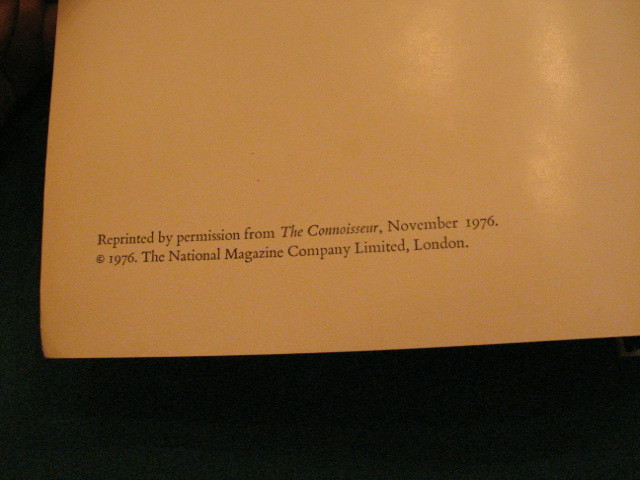 Reprinted by permission from The Connoisseur, November 1976.
© 1976. The National Magazine Company Limited, London.